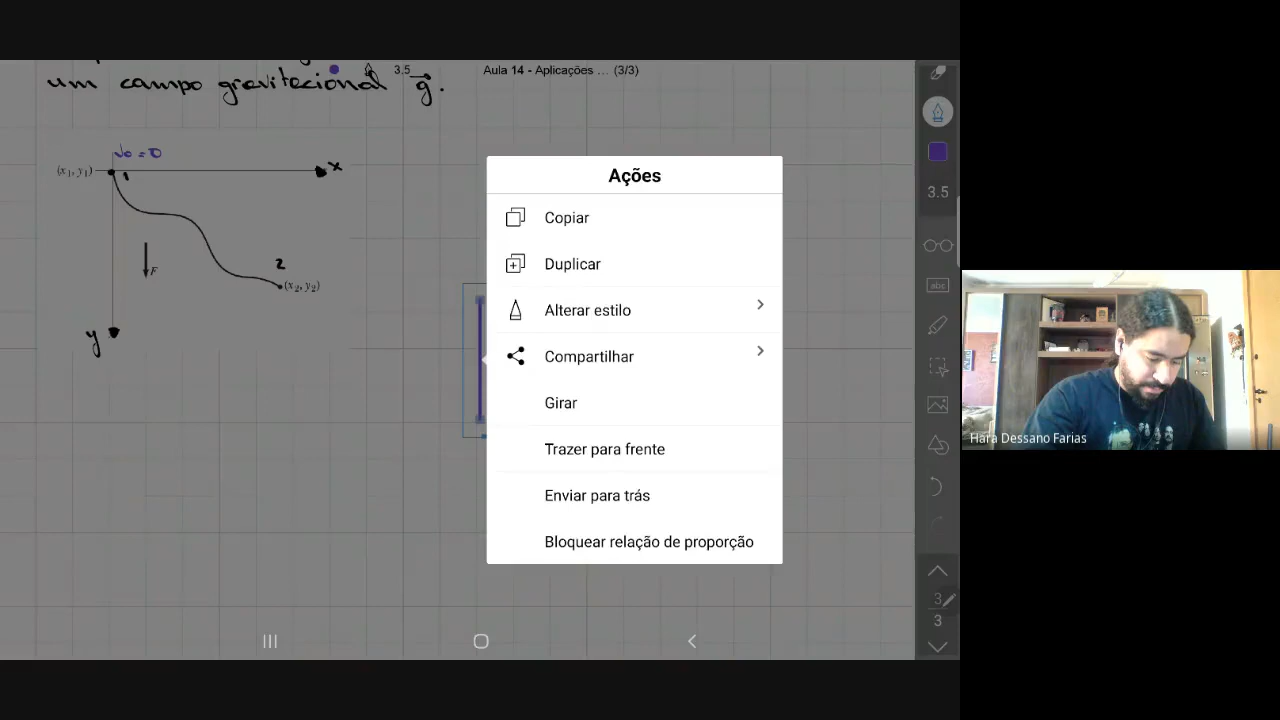 3.5
Aula 14 - Aplicações ... (3/3)
um campo gravitacional g.
v₀ = 0
(x₁, y₁)
1
x
F
2
(x₂, y₂)
y
Ações
Copiar
Duplicar
Alterar estilo
Compartilhar
Girar
Trazer para frente
Enviar para trás
Bloquear relação de proporção
3.5
abc
3
3
Hara Dessano Farias